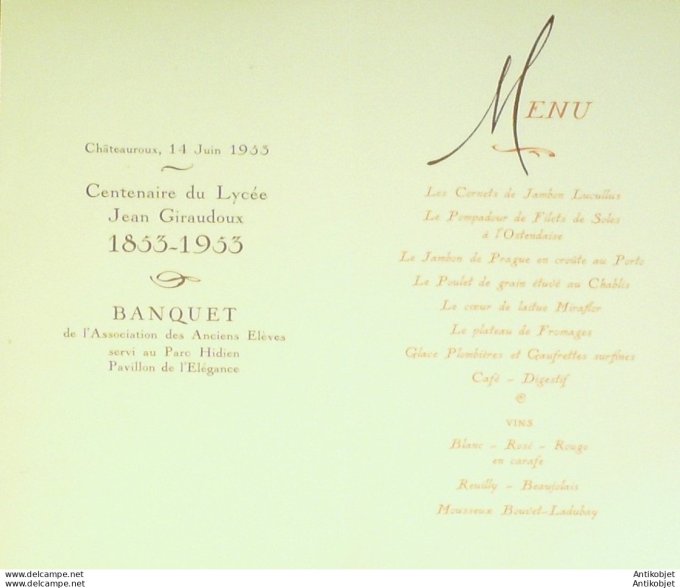 Châteauroux, 14 Juin 1953
Centenaire du Lycée
Jean Giraudoux
1853-1953
BANQUET
de l'Association des Anciens Elèves
servi au Parc Hidien
Pavillon de l'Elégance
MENU
Les Cornets de Jambon Lucullus
Le Pompadour de Filets de Soles
à l'Ostendaise
Le Jambon de Prague en croûte au Porto
Le Poulet de grain étuvé au Chablis
Le cœur de laitue Miraflor
Le plateau de Fromages
Glace Plombières et Gaufrettes surfines
Café - Digestif
VINS
Blanc - Rosé - Rouge
en carafe
Reuilly - Beaujolais
Mousseux Bouvet-Ladubay
www.antikobjet.com
www.antikobjet.com
Antikobjet
Antikobjet